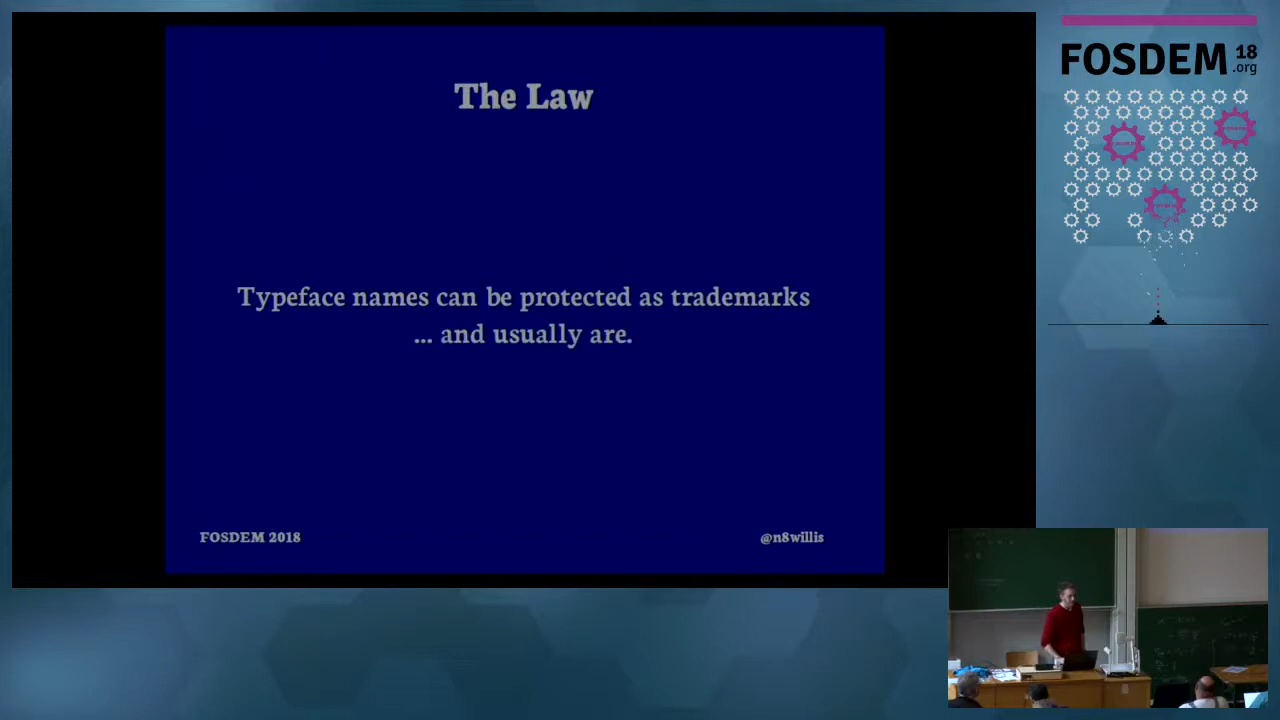 The Law
Typeface names can be protected as trademarks
... and usually are.
FOSDEM 2018
@n8willis
FOSDEM 18
.org